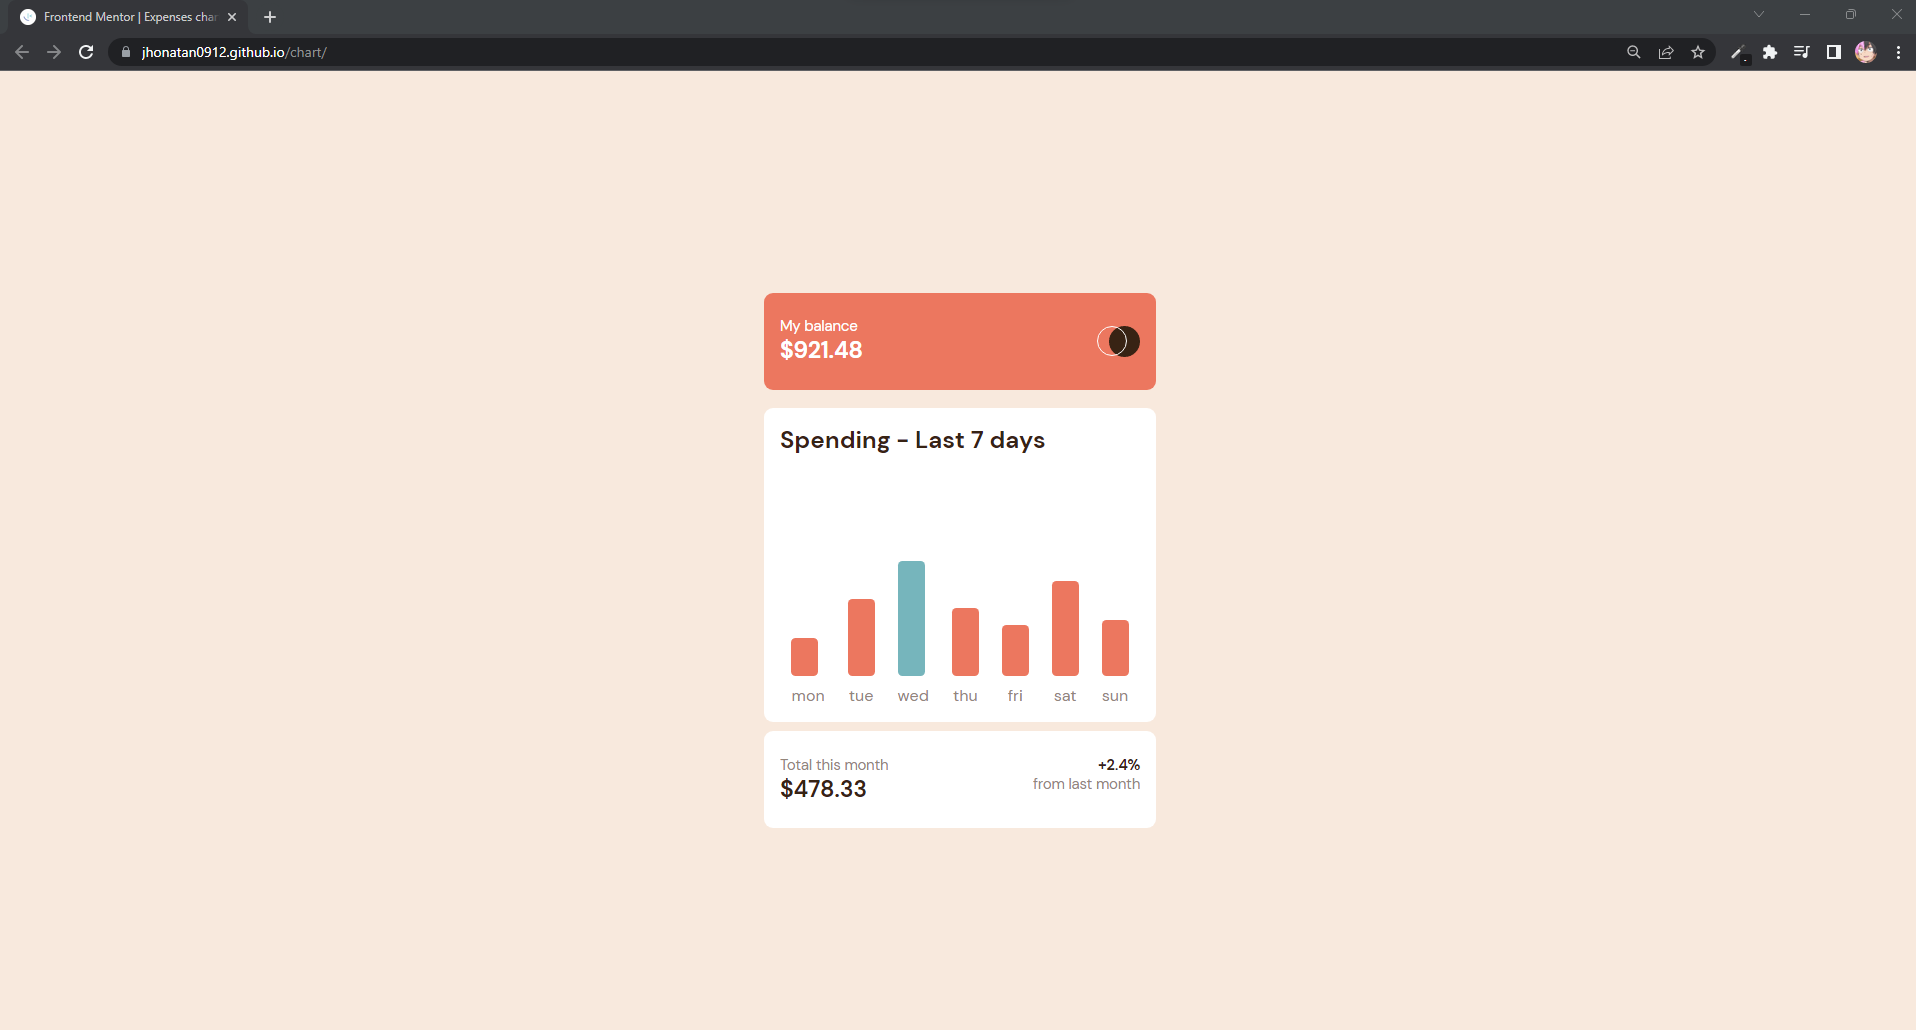 Frontend Mentor | Expenses char
jhonatan0912.github.io/chart/
My balance
$921.48
Spending - Last 7 days
mon tue wed thu fri sat sun
Total this month
$478.33
+2.4%
from last month